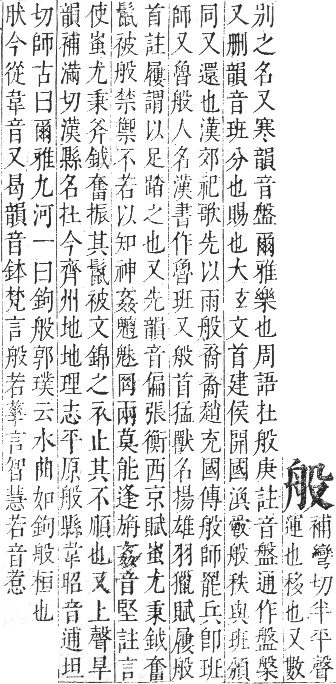 般
補彎切半平聲
運也移也又數
别之名又寒韻音盤爾雅樂也周語杜般庚註音盤通作盤槃
又刪韻音班分也賜也大玄文首建侯開國渙爵般秩與班頒
同又還也漢郊祀歌先以雨般裔裔趙充國傳般師罷兵卽班
師又魯般人名漢書作魯班又般首猛獸名揚雄羽獵賦履般
首註履謂以足踏之也又先韻音偏張衡西京賦蚩尤秉鉞奮
鬣被般禁禦不若以知神姦魑魅罔兩莫能逢旃姦音堅註言
使蚩尤秉斧鉞奮振其鬣被文錦之衣止其不順也又上聲旱
韻補滿切漢縣名杜今齊州地地理志平原般縣韋昭音逋坦
切師古曰爾雅九河一曰鉤般郭璞云水曲如鉤般桓也
肰今從韋音又曷韻音鉢梵言般若華言智慧若音惹